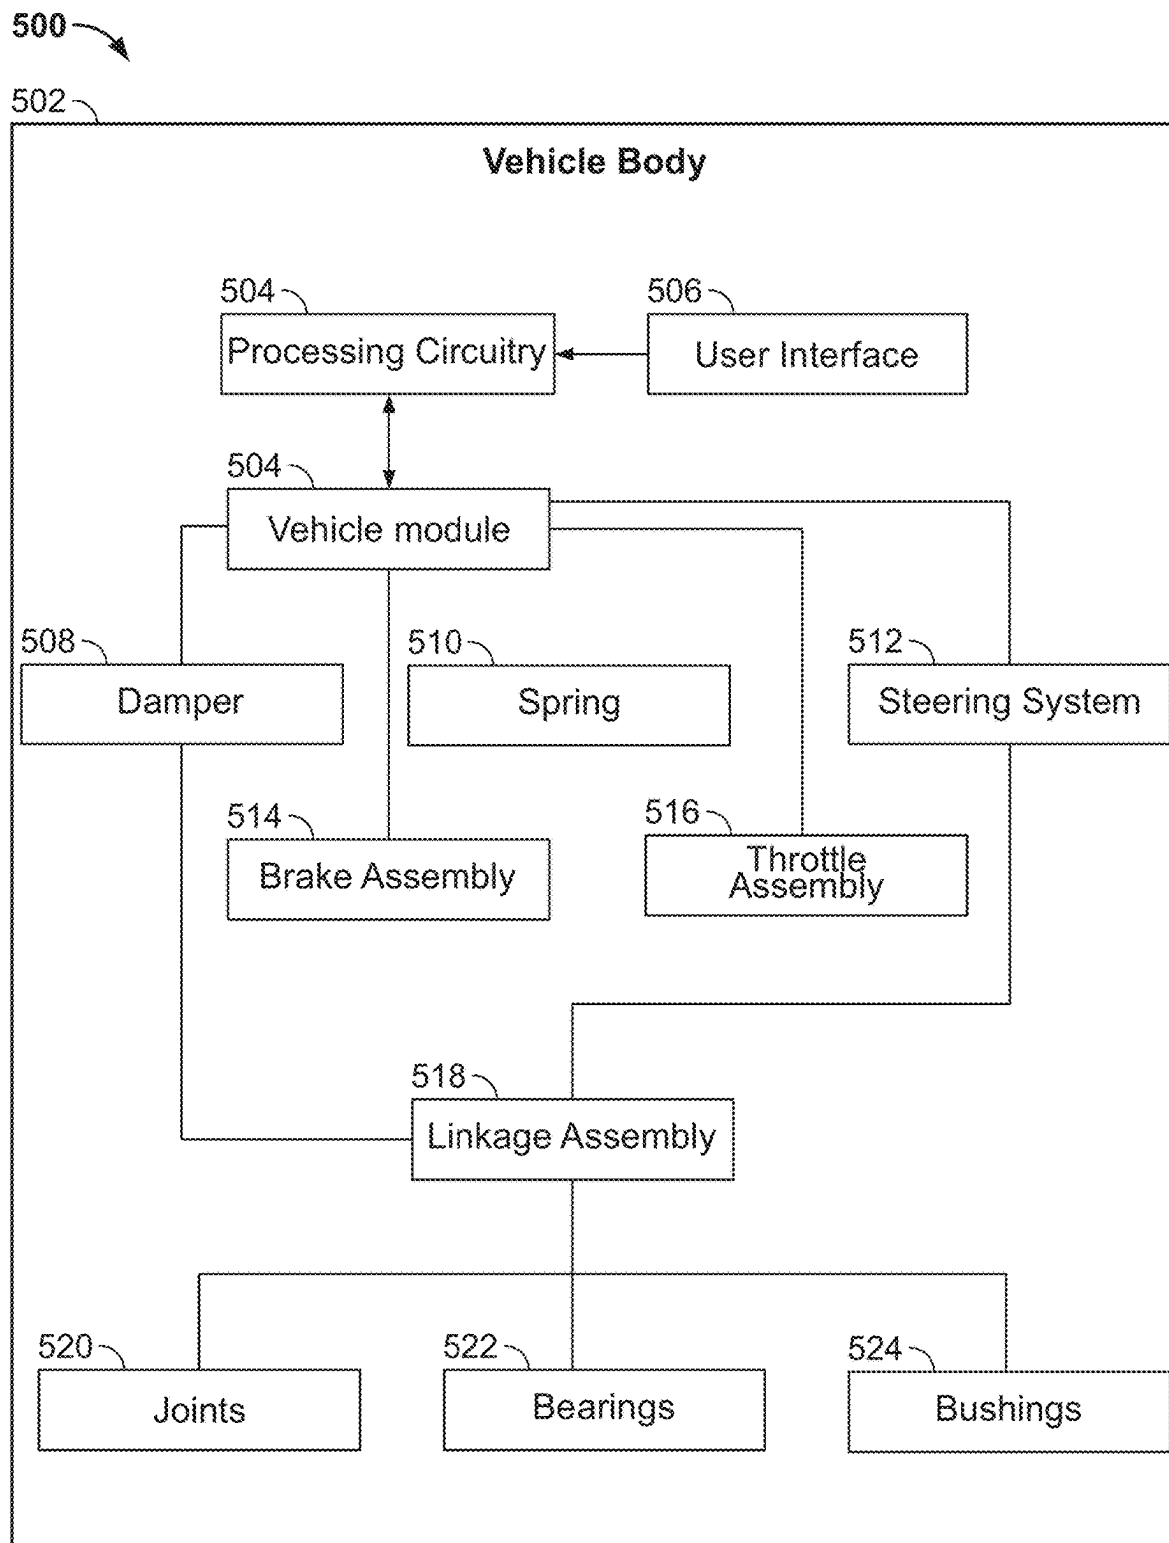 500
502
Vehicle Body
504
506
Processing Circuitry
User Interface
504
Vehicle module
508
510
512
Damper
Spring
Steering System
514
516
Brake Assembly
Throttle
Assembly
518
Linkage Assembly
520
522
524
Joints
Bearings
Bushings